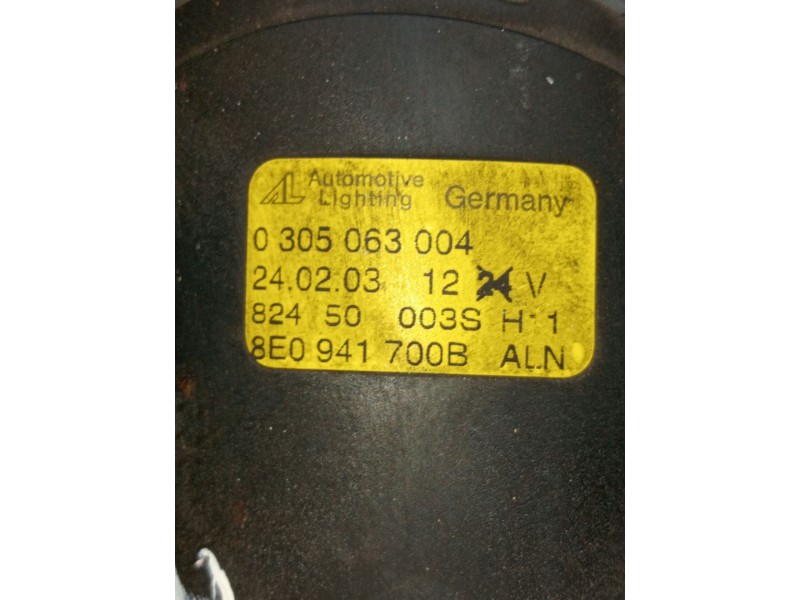 AL Automotive Lighting Germany
0 305 063 004
24.02.03 12 24 V
824 50 003S H 1
8E0 941 700B ALN